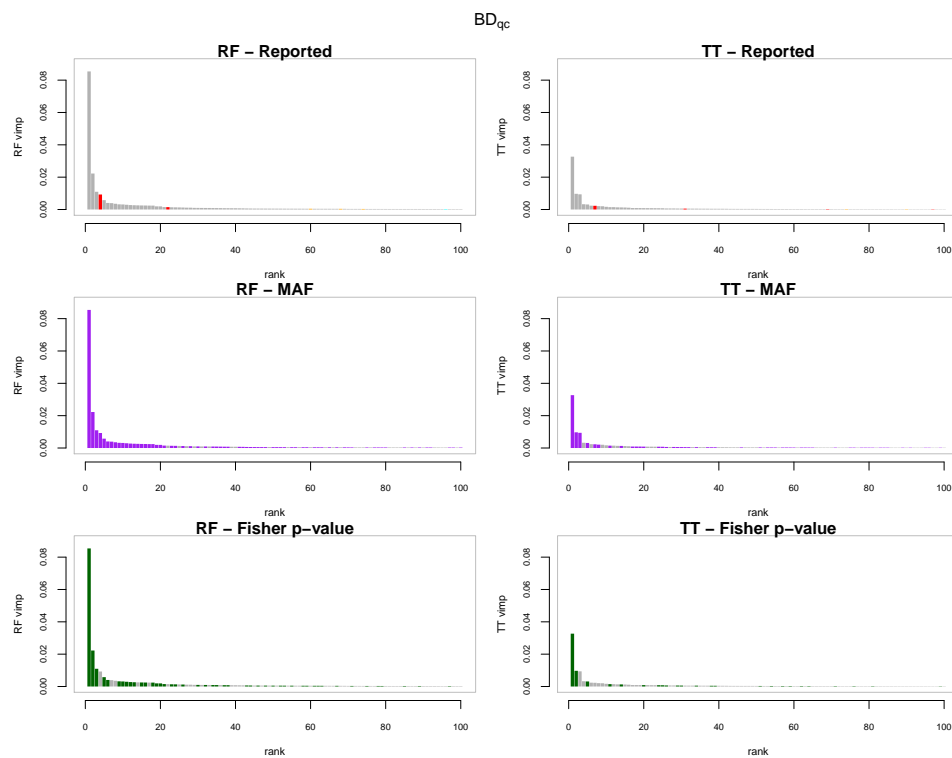 BDqc
RF – Reported
RF vimp
0.00 0.02 0.04 0.06 0.08
0 20 40 60 80 100
rank
TT – Reported
TT vimp
0.00 0.02 0.04 0.06 0.08
0 20 40 60 80 100
rank
RF – MAF
RF vimp
0.00 0.02 0.04 0.06 0.08
0 20 40 60 80 100
rank
TT – MAF
TT vimp
0.00 0.02 0.04 0.06 0.08
0 20 40 60 80 100
rank
RF – Fisher p−value
RF vimp
0.00 0.02 0.04 0.06 0.08
0 20 40 60 80 100
rank
TT – Fisher p−value
TT vimp
0.00 0.02 0.04 0.06 0.08
0 20 40 60 80 100
rank